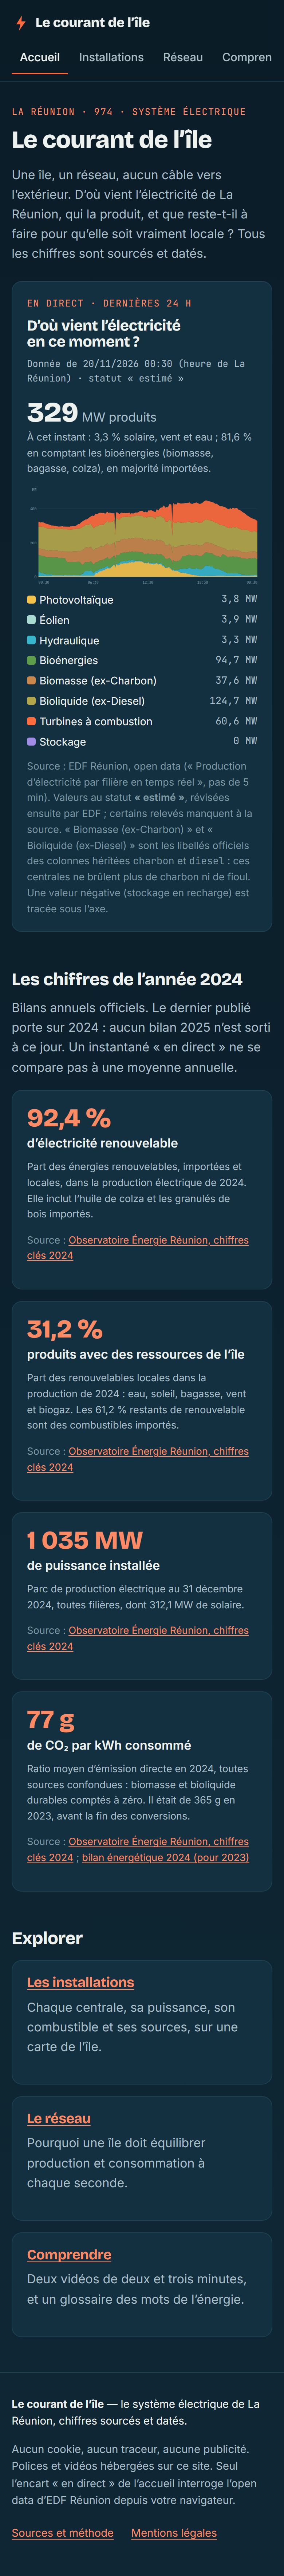 Le courant de l’île
Accueil Installations Réseau Compren
LA RÉUNION · 974 · SYSTÈME ÉLECTRIQUE
Le courant de l’île
Une île, un réseau, aucun câble vers
l’extérieur. D’où vient l’électricité de La
Réunion, qui la produit, et que reste-t-il à
faire pour qu’elle soit vraiment locale ? Tous
les chiffres sont sourcés et datés.
EN DIRECT · DERNIÈRES 24 H
D’où vient l’électricité
en ce moment ?
Donnée de 20/11/2026 00:30 (heure de La
Réunion) · statut « estimé »
329 MW produits
À cet instant : 3,3 % solaire, vent et eau ; 81,6 %
en comptant les bioénergies (biomasse,
bagasse, colza), en majorité importées.
Photovoltaïque 3,8 MW
Éolien 3,9 MW
Hydraulique 3,3 MW
Bioénergies 94,7 MW
Biomasse (ex-Charbon) 37,6 MW
Bioliquide (ex-Diesel) 124,7 MW
Turbines à combustion 60,6 MW
Stockage 0 MW
Source : EDF Réunion, open data (« Production
d’électricité par filière en temps réel », pas de 5
min). Valeurs au statut « estimé », révisées
ensuite par EDF ; certains relevés manquent à la
source. « Biomasse (ex-Charbon) » et «
Bioliquide (ex-Diesel) » sont les libellés officiels
des colonnes héritées charbon et diesel : ces
centrales ne brûlent plus de charbon ni de fioul.
Une valeur négative (stockage en recharge) est
tracée sous l’axe.
Les chiffres de l’année 2024
Bilans annuels officiels. Le dernier publié
porte sur 2024 : aucun bilan 2025 n’est sorti
à ce jour. Un instantané « en direct » ne se
compare pas à une moyenne annuelle.
92,4 %
d’électricité renouvelable
Part des énergies renouvelables, importées et
locales, dans la production électrique de 2024.
Elle inclut l’huile de colza et les granulés de
bois importés.
Source : Observatoire Énergie Réunion, chiffres
clés 2024
31,2 %
produits avec des ressources de l’île
Part des renouvelables locales dans la
production de 2024 : eau, soleil, bagasse, vent
et biogaz. Les 61,2 % restants de renouvelable
sont des combustibles importés.
Source : Observatoire Énergie Réunion, chiffres
clés 2024
1 035 MW
de puissance installée
Parc de production électrique au 31 décembre
2024, toutes filières, dont 312,1 MW de solaire.
Source : Observatoire Énergie Réunion, chiffres
clés 2024
77 g
de CO₂ par kWh consommé
Ratio moyen d’émission directe en 2024, toutes
sources confondues : biomasse et bioliquide
durables comptés à zéro. Il était de 365 g en
2023, avant la fin des conversions.
Source : Observatoire Énergie Réunion, chiffres
clés 2024 ; bilan énergétique 2024 (pour 2023)
Explorer
Les installations
Chaque centrale, sa puissance, son
combustible et ses sources, sur une
carte de l’île.
Le réseau
Pourquoi une île doit équilibrer
production et consommation à
chaque seconde.
Comprendre
Deux vidéos de deux et trois minutes,
et un glossaire des mots de l’énergie.
Le courant de l’île — le système électrique de La
Réunion, chiffres sourcés et datés.
Aucun cookie, aucun traceur, aucune publicité.
Polices et vidéos hébergées sur ce site. Seul
l’encart « en direct » de l’accueil interroge l’open
data d’EDF Réunion depuis votre navigateur.
Sources et méthode Mentions légales